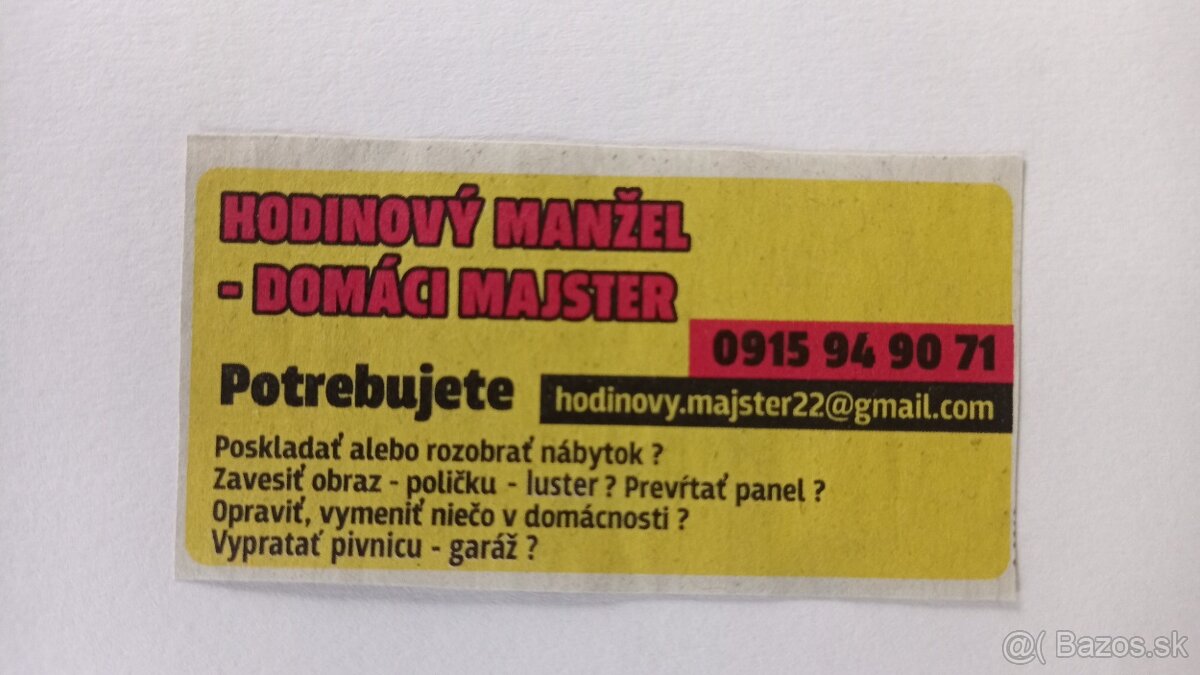 HODINOVÝ MANŽEL
- DOMÁCI MAJSTER
0915 94 90 71
Potrebujete
hodinovy.majster22@gmail.com
Poskladať alebo rozobrať nábytok ?
Zavesiť obraz - poličku - luster ? Prevŕtať panel ?
Opraviť, vymeniť niečo v domácnosti ?
Vypratať pivnicu - garáž ?
@( Bazos.sk